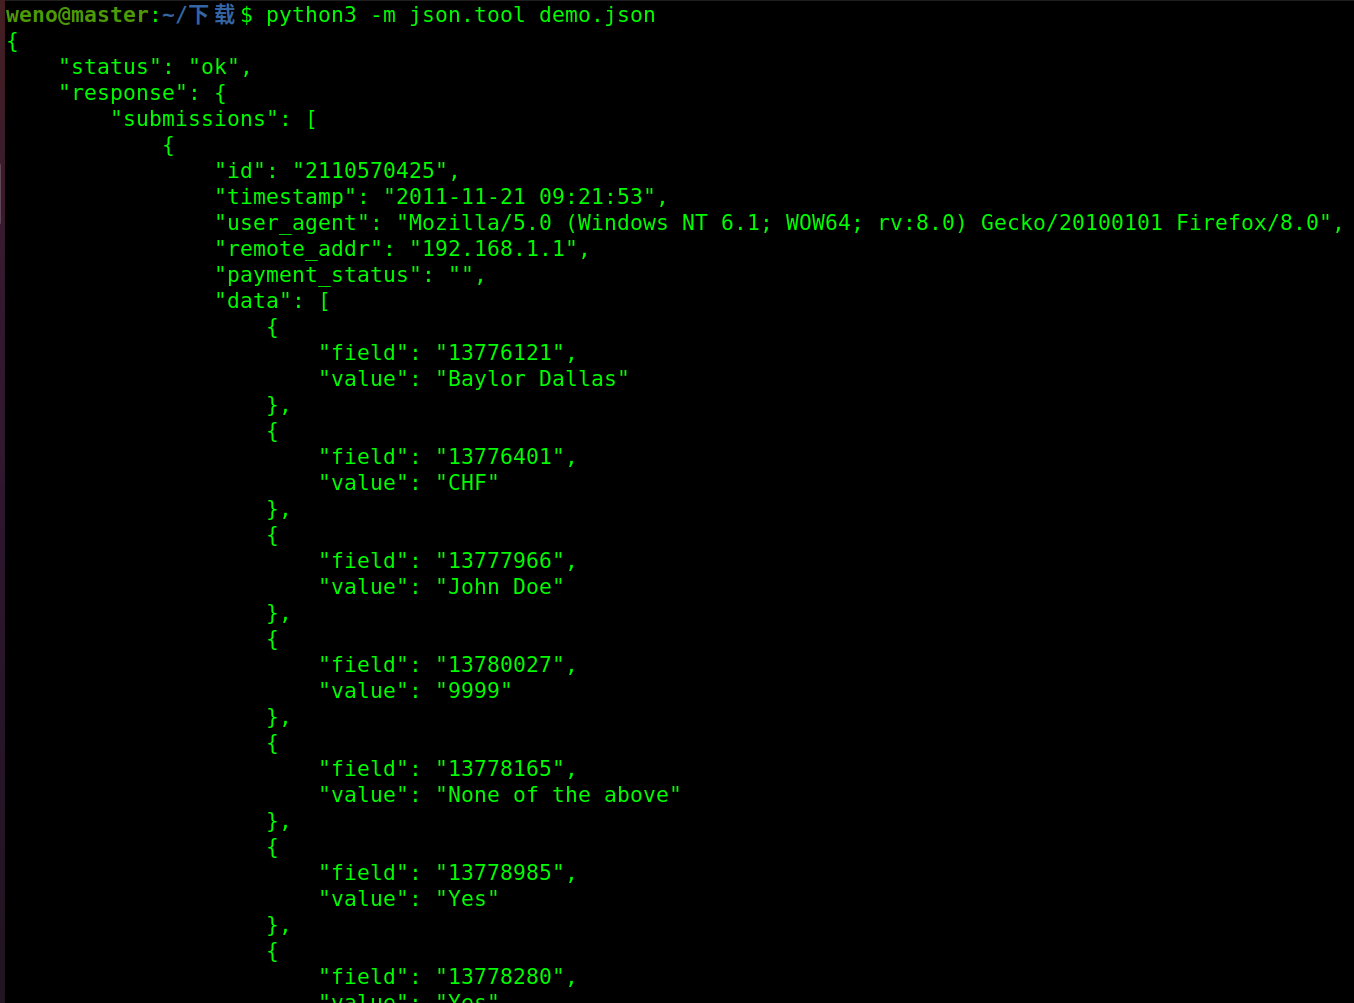 weno@master:~/下载$ python3 -m json.tool demo.json
{
    "status": "ok",
    "response": {
        "submissions": [
            {
                "id": "2110570425",
                "timestamp": "2011-11-21 09:21:53",
                "user_agent": "Mozilla/5.0 (Windows NT 6.1; WOW64; rv:8.0) Gecko/20100101 Firefox/8.0",
                "remote_addr": "192.168.1.1",
                "payment_status": "",
                "data": [
                    {
                        "field": "13776121",
                        "value": "Baylor Dallas"
                    },
                    {
                        "field": "13776401",
                        "value": "CHF"
                    },
                    {
                        "field": "13777966",
                        "value": "John Doe"
                    },
                    {
                        "field": "13780027",
                        "value": "9999"
                    },
                    {
                        "field": "13778165",
                        "value": "None of the above"
                    },
                    {
                        "field": "13778985",
                        "value": "Yes"
                    },
                    {
                        "field": "13778280",
                        "value": "Yes"